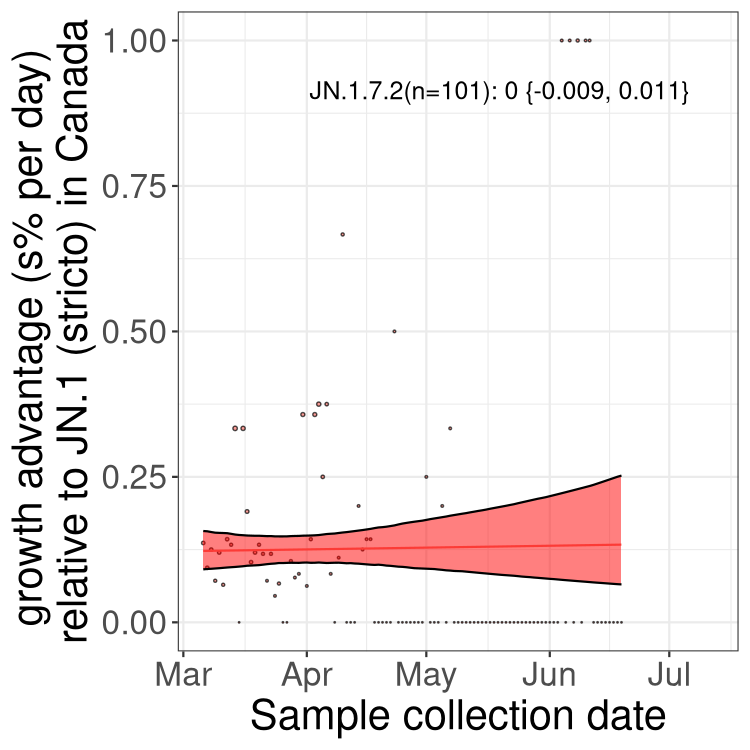 growth advantage (s% per day)
relative to JN.1 (stricto) in Canada
1.00
0.75
0.50
0.25
0.00
JN.1.7.2(n=101): 0 {-0.009, 0.011}
Mar Apr May Jun Jul
Sample collection date